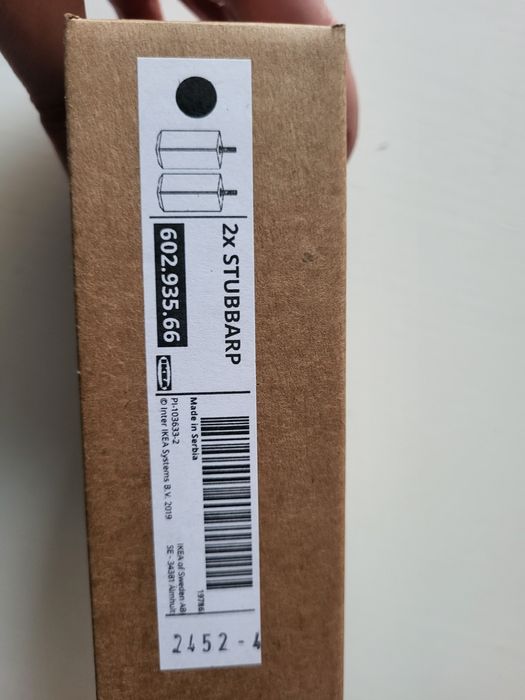 2x STUBBARP
602.935.66
IKEA
Made in Serbia
PI-103633-2
© Inter IKEA Systems B.V. 2019
19786
IKEA of Sweden AB
SE - 34381 Älmhult
2452-4